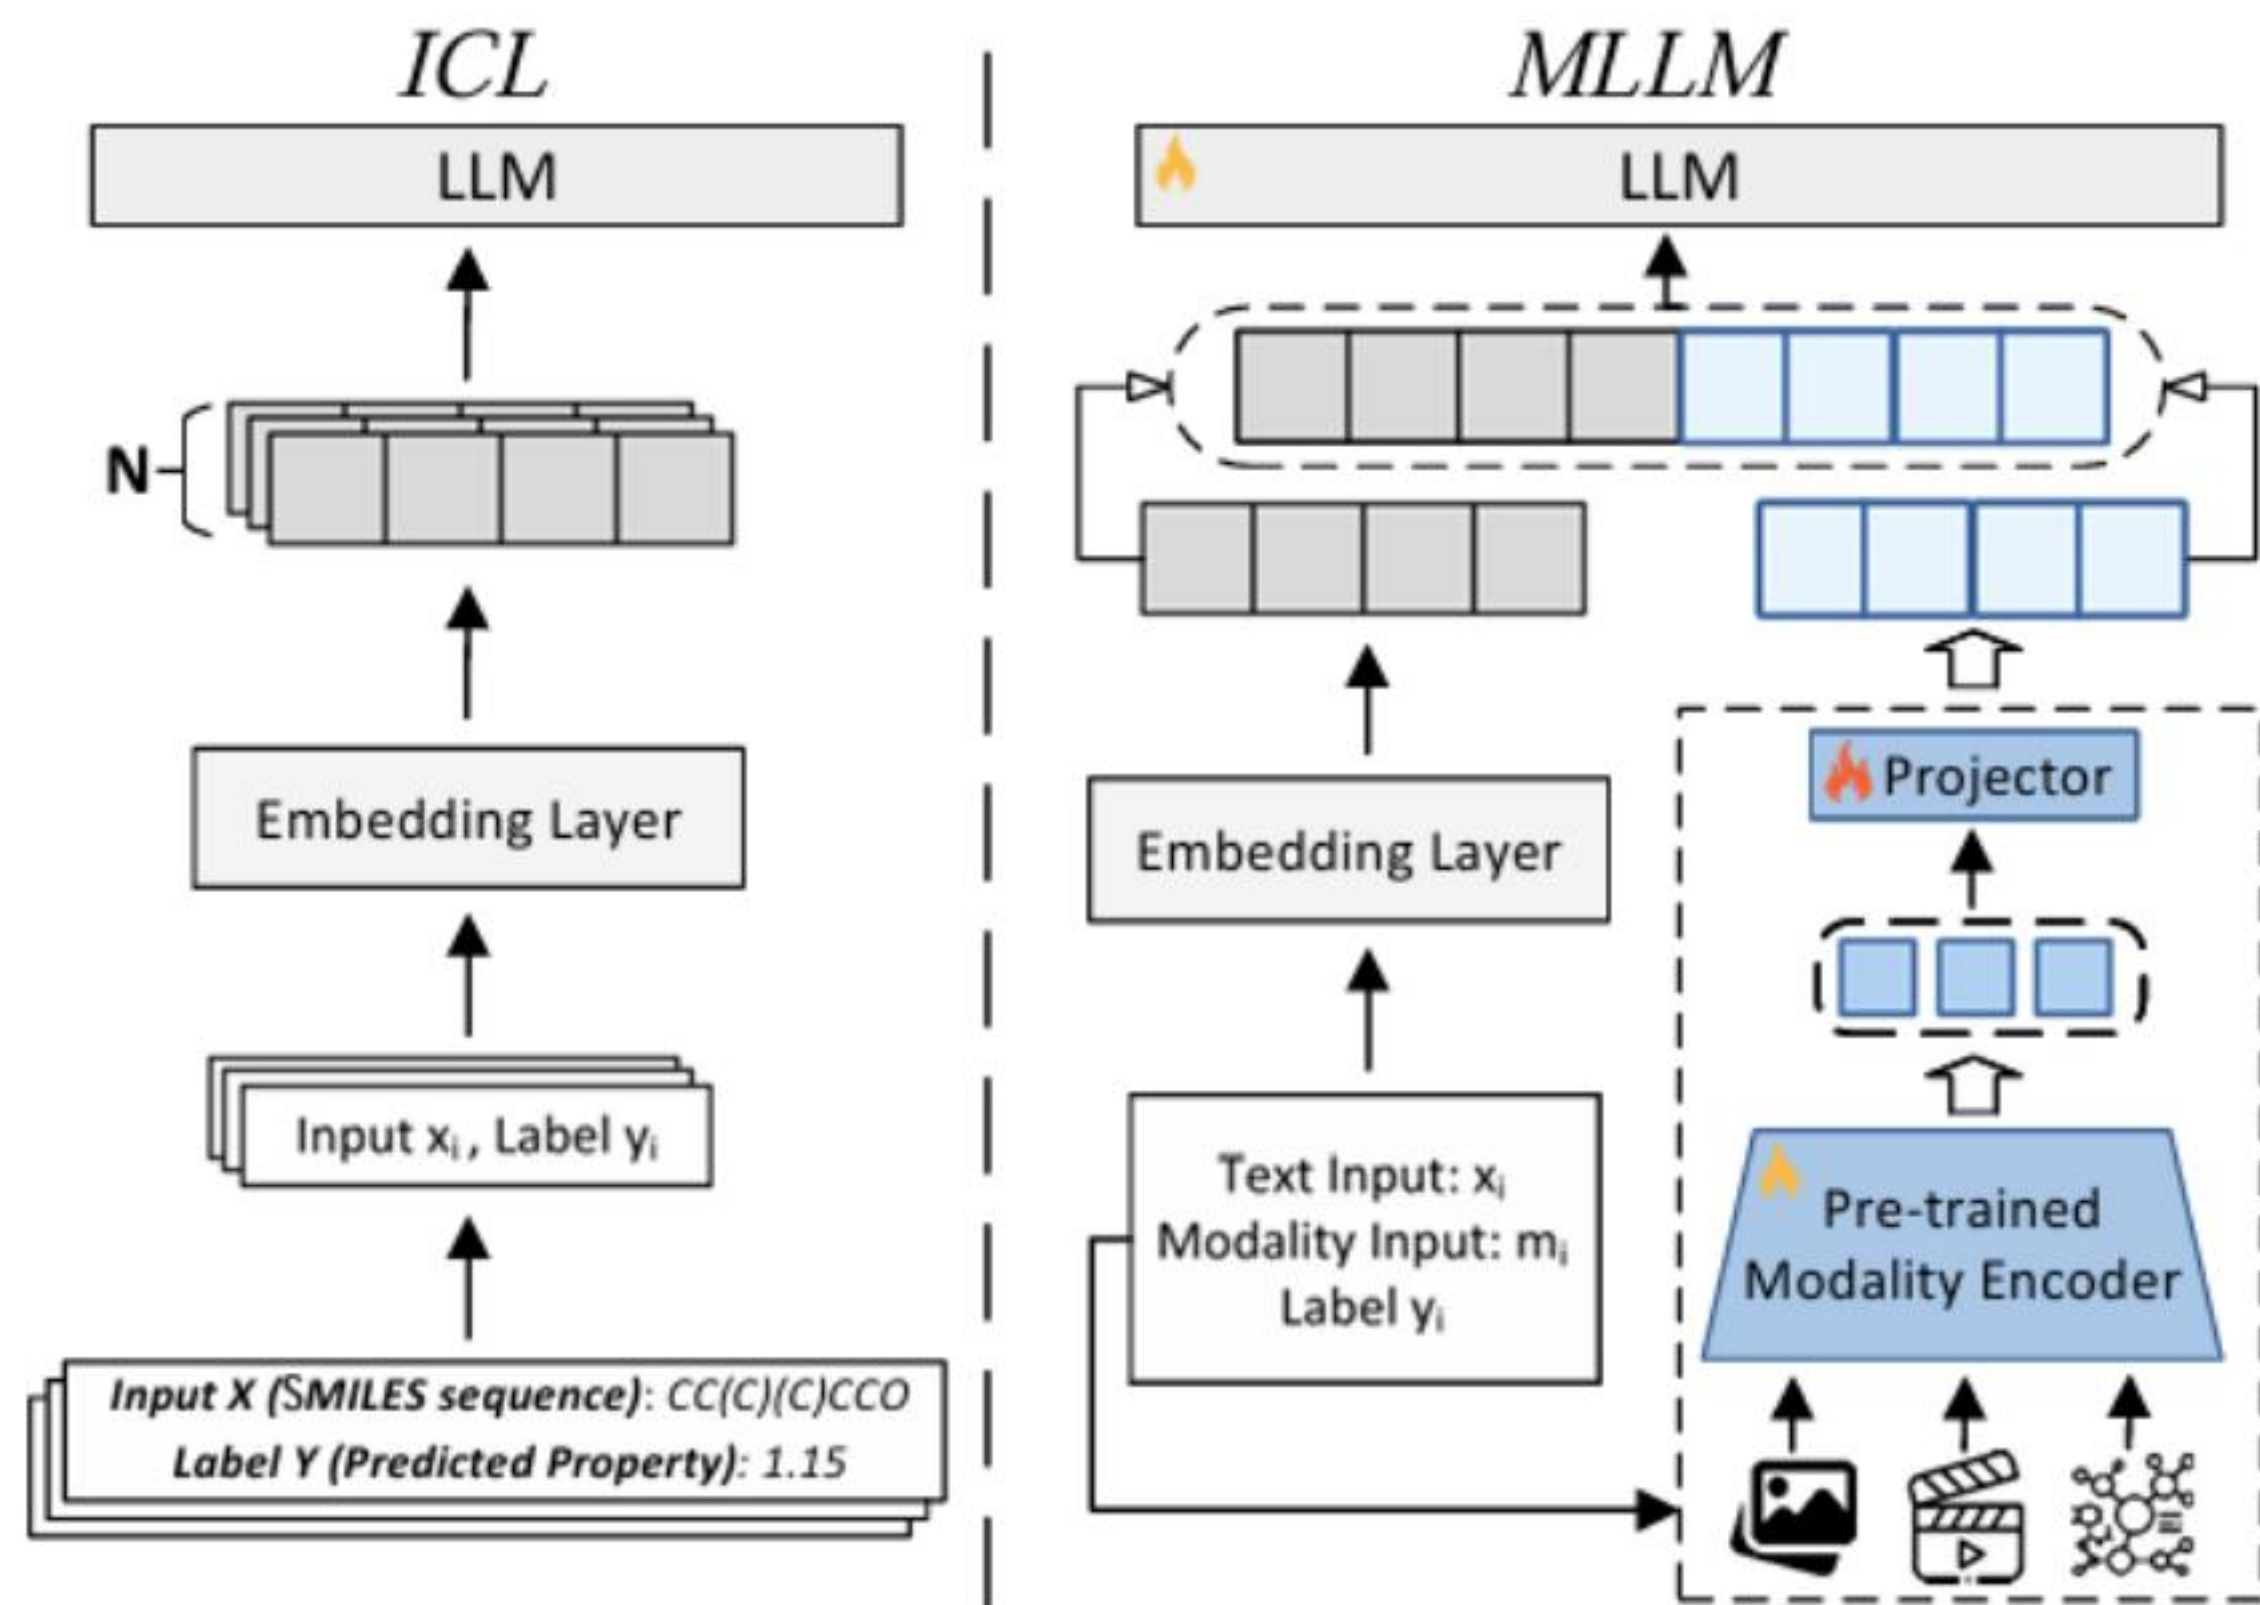 ICL
LLM
N
Embedding Layer
Input xi, Label yi
Input X (SMILES sequence): CC(C)(C)CCO
Label Y (Predicted Property): 1.15
MLLM
LLM
Embedding Layer
Text Input: xi
Modality Input: mi
Label yi
Projector
Pre-trained
Modality Encoder